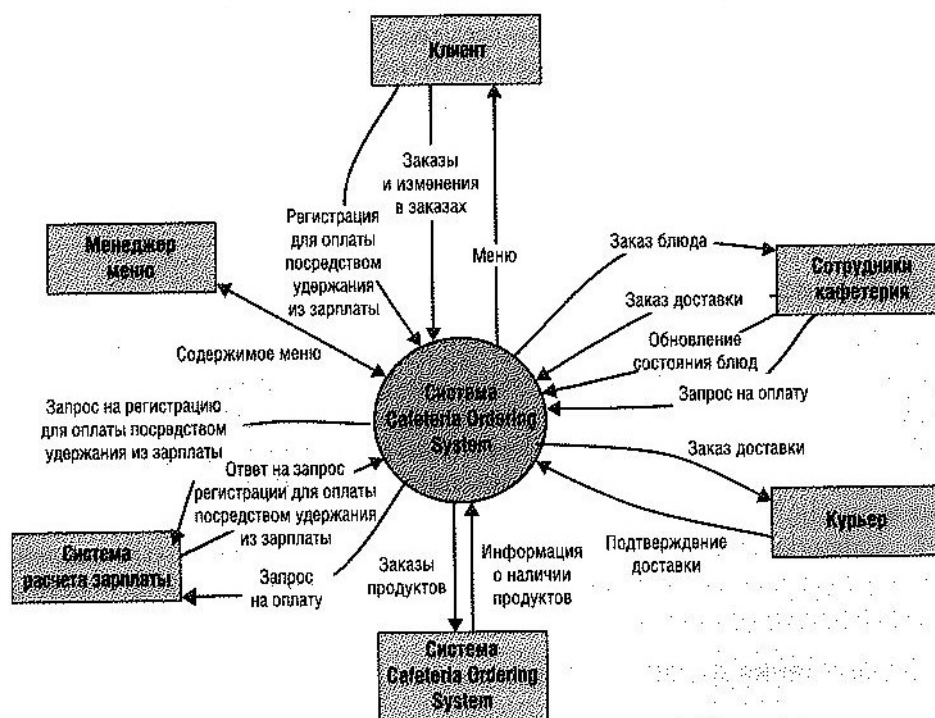 Клиент
Заказы
и изменения
в заказах
Регистрация
для оплаты
посредством
удержания
из зарплаты
Меню
Менеджер
меню
Содержимое меню
Заказ блюда
Сотрудники
кафетерия
Заказ доставки
Обновление
состояния блюд
Запрос на оплату
Система
Cafeteria Ordering
System
Запрос на регистрацию
для оплаты посредством
удержания из зарплаты
Ответ на запрос
регистрации для оплаты
посредством удержания
из зарплаты
Заказ доставки
Курьер
Подтверждение
доставки
Система
расчета зарплаты
Запрос
на оплату
Заказы
продуктов
Информация
о наличии
продуктов
Система
Cafeteria Ordering
System